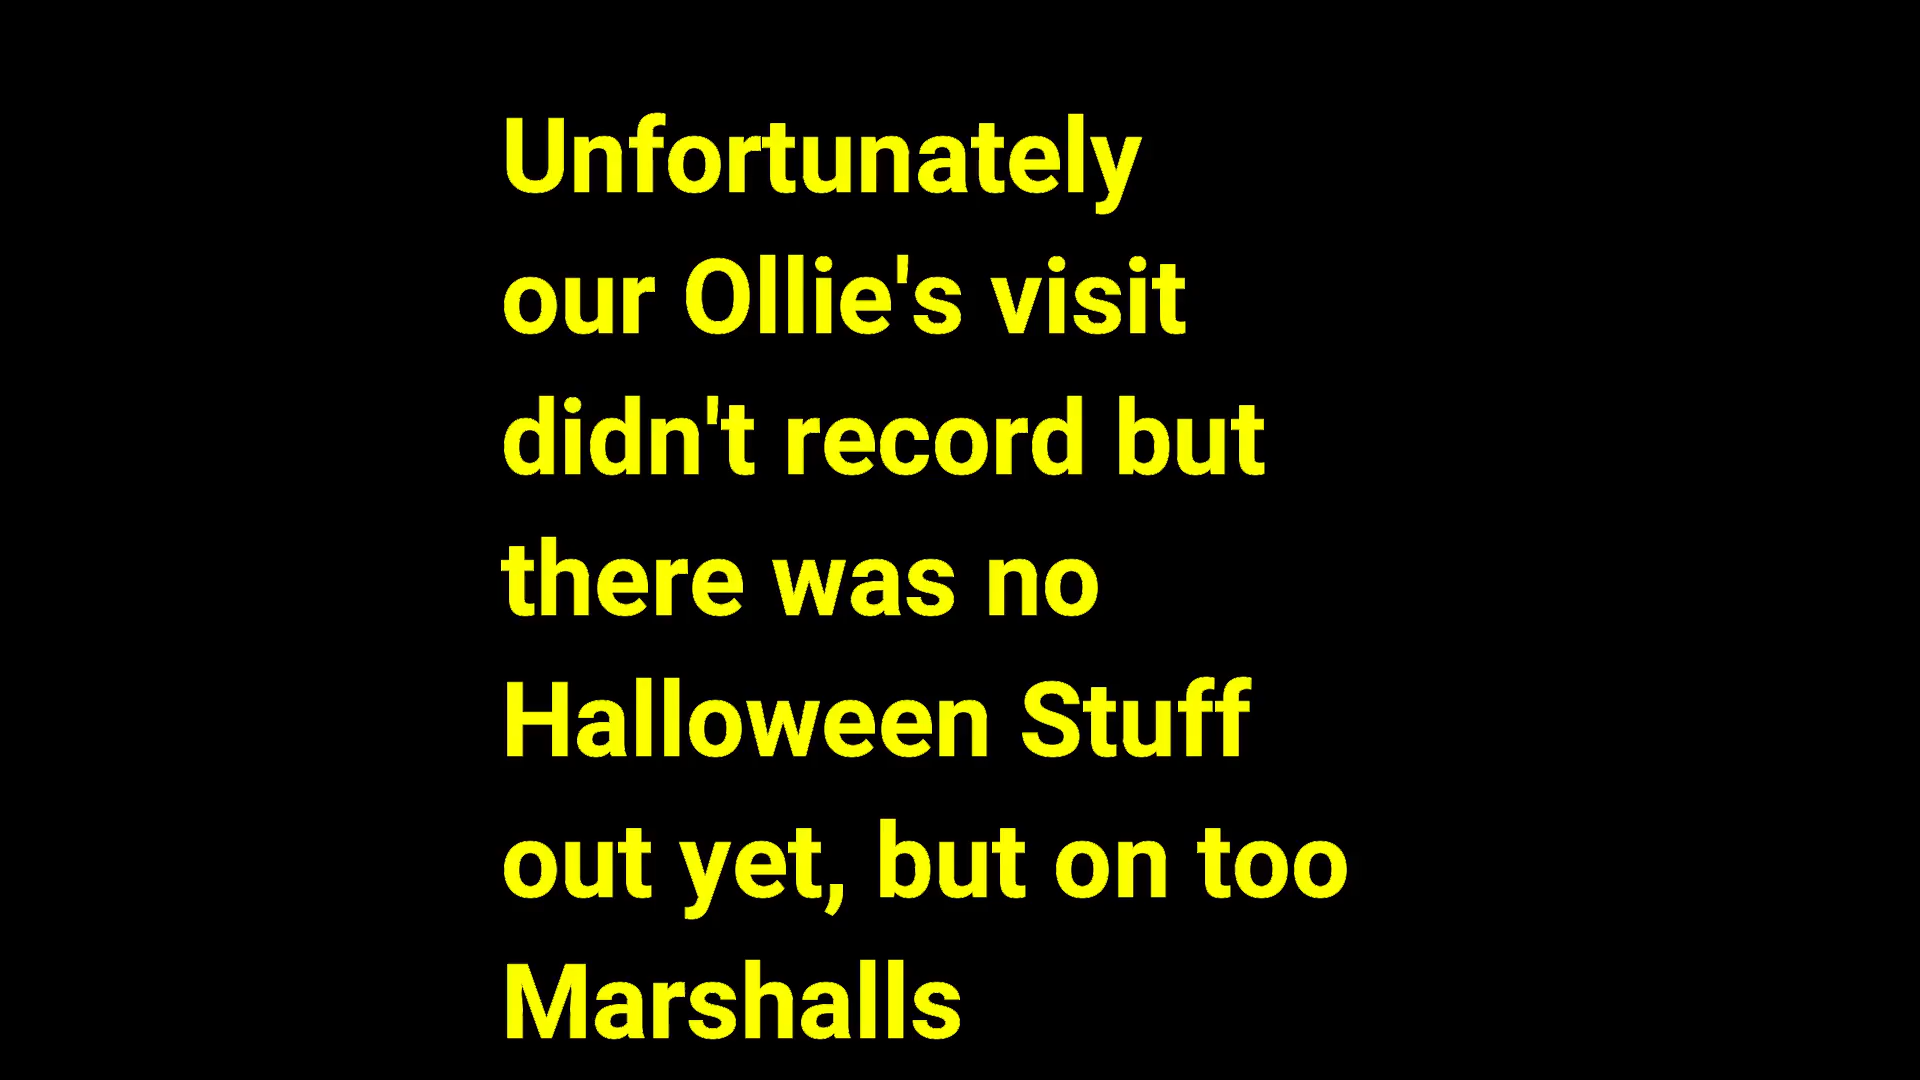 Unfortunately
our Ollie's visit
didn't record but
there was no
Halloween Stuff
out yet, but on too
Marshalls